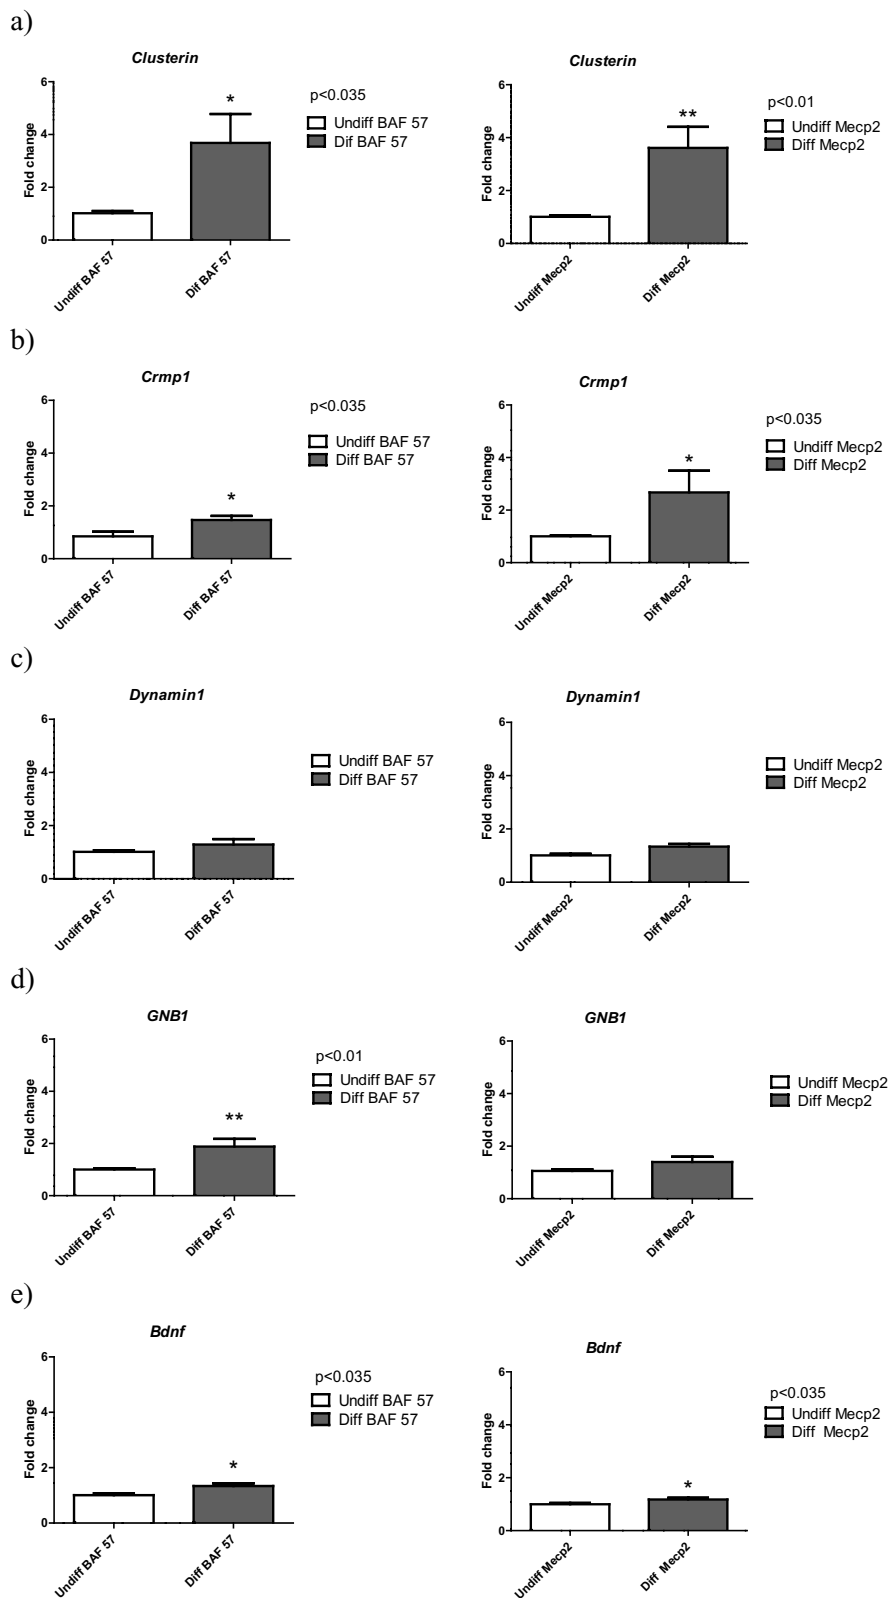 a)
Clusterin
p<0.035
Undiff BAF 57
Dif BAF 57
*
Fold change
6
4
2
0
Undiff BAF 57
Dif BAF 57
Clusterin
p<0.01
Undiff Mecp2
Diff Mecp2
**
Fold change
6
4
2
0
Undiff Mecp2
Diff Mecp2
b)
Crmp1
p<0.035
Undiff BAF 57
Diff BAF 57
*
Fold change
6
4
2
0
Undiff BAF 57
Diff BAF 57
Crmp1
p<0.035
Undiff Mecp2
Diff Mecp2
*
Fold change
6
4
2
0
Undiff Mecp2
Diff Mecp2
c)
Dynamin1
Undiff BAF 57
Diff BAF 57
Fold change
6
4
2
0
Undiff BAF 57
Diff BAF 57
Dynamin1
Undiff Mecp2
Diff Mecp2
Fold change
6
4
2
0
Undiff Mecp2
Diff Mecp2
d)
GNB1
p<0.01
Undiff BAF 57
Diff BAF 57
**
Fold change
6
4
2
0
Undiff BAF 57
Diff BAF 57
GNB1
Undiff Mecp2
Diff Mecp2
Fold change
6
4
2
0
Undiff Mecp2
Diff Mecp2
e)
Bdnf
p<0.035
Undiff BAF 57
Diff BAF 57
*
Fold change
6
4
2
0
Undiff BAF 57
Diff BAF 57
Bdnf
p<0.035
Undiff Mecp2
Diff Mecp2
*
Fold change
6
4
2
0
Undiff Mecp2
Diff Mecp2